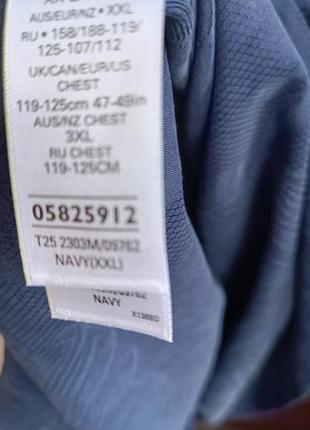 AUS/EUR/NZ • XXL
RU • 158/188-119/
125-107/112
UK/CAN/EUR/US
CHEST
119-125cm 47-49in
AUS/NZ CHEST
3XL
RU CHEST
119-125CM
05825912
T25 2303M/09762
NAVY(XXL)
NAVY
X136BD